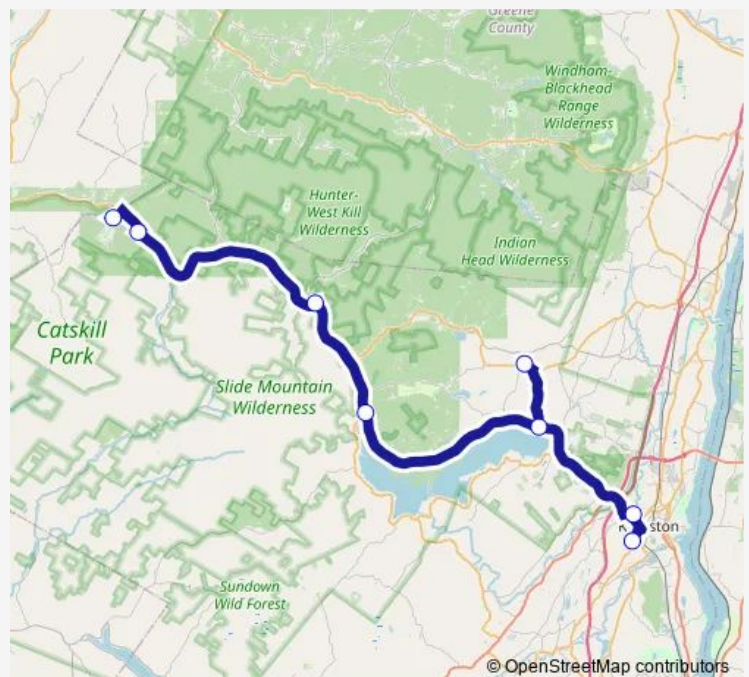 Greene
County
Windham-
Blackhead
Range
Wilderness
Hunter-
West Kill
Wilderness
Indian
Head Wilderness
Catskill
Park
Slide Mountain
Wilderness
K ston
Sundown
Wild Forest
© OpenStreetMap contributors